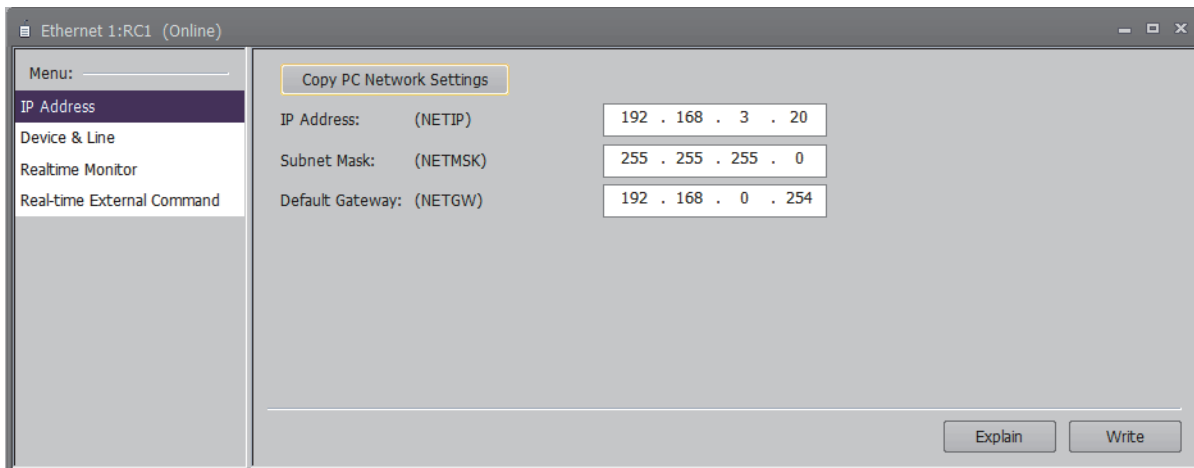 Ethernet 1:RC1 (Online)
Menu:
IP Address
Device & Line
Realtime Monitor
Real-time External Command
Copy PC Network Settings
IP Address: (NETIP) 192 . 168 . 3 . 20
Subnet Mask: (NETMSK) 255 . 255 . 255 . 0
Default Gateway: (NETGW) 192 . 168 . 0 . 254
Explain Write